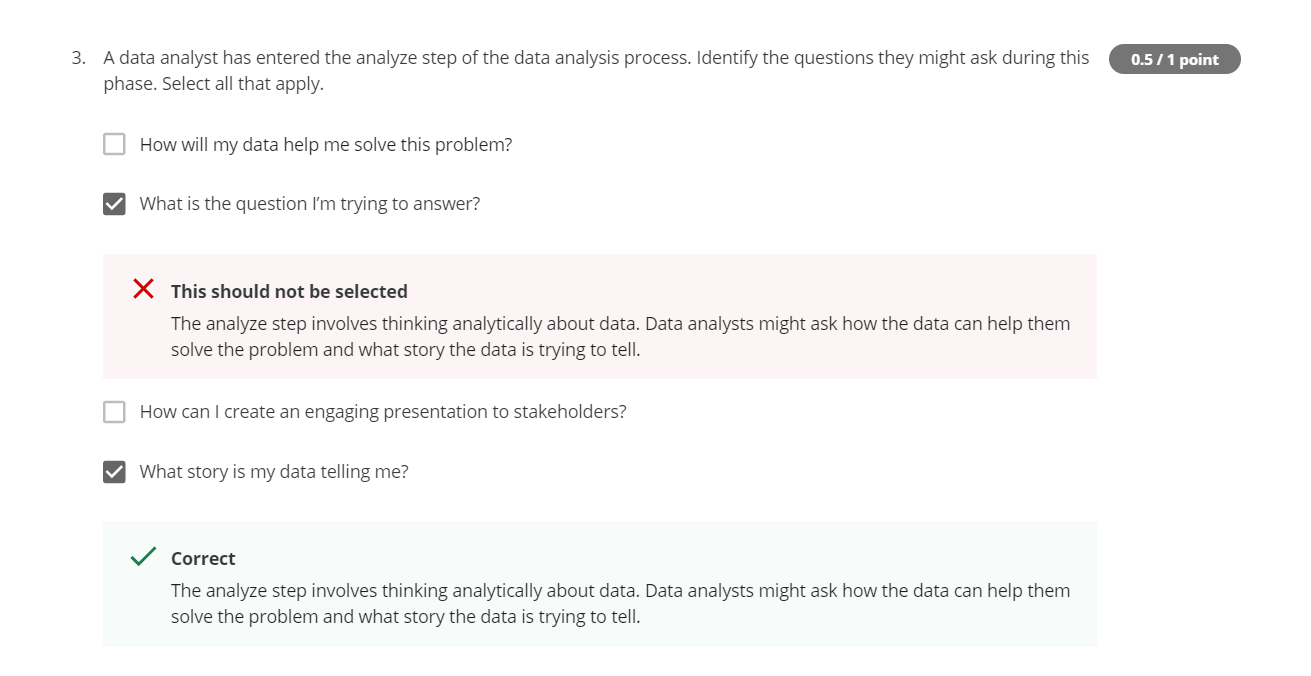 3. A data analyst has entered the analyze step of the data analysis process. Identify the questions they might ask during this
0.5 / 1 point
phase. Select all that apply.
How will my data help me solve this problem?
What is the question I’m trying to answer?
This should not be selected
The analyze step involves thinking analytically about data. Data analysts might ask how the data can help them
solve the problem and what story the data is trying to tell.
How can I create an engaging presentation to stakeholders?
What story is my data telling me?
Correct
The analyze step involves thinking analytically about data. Data analysts might ask how the data can help them
solve the problem and what story the data is trying to tell.